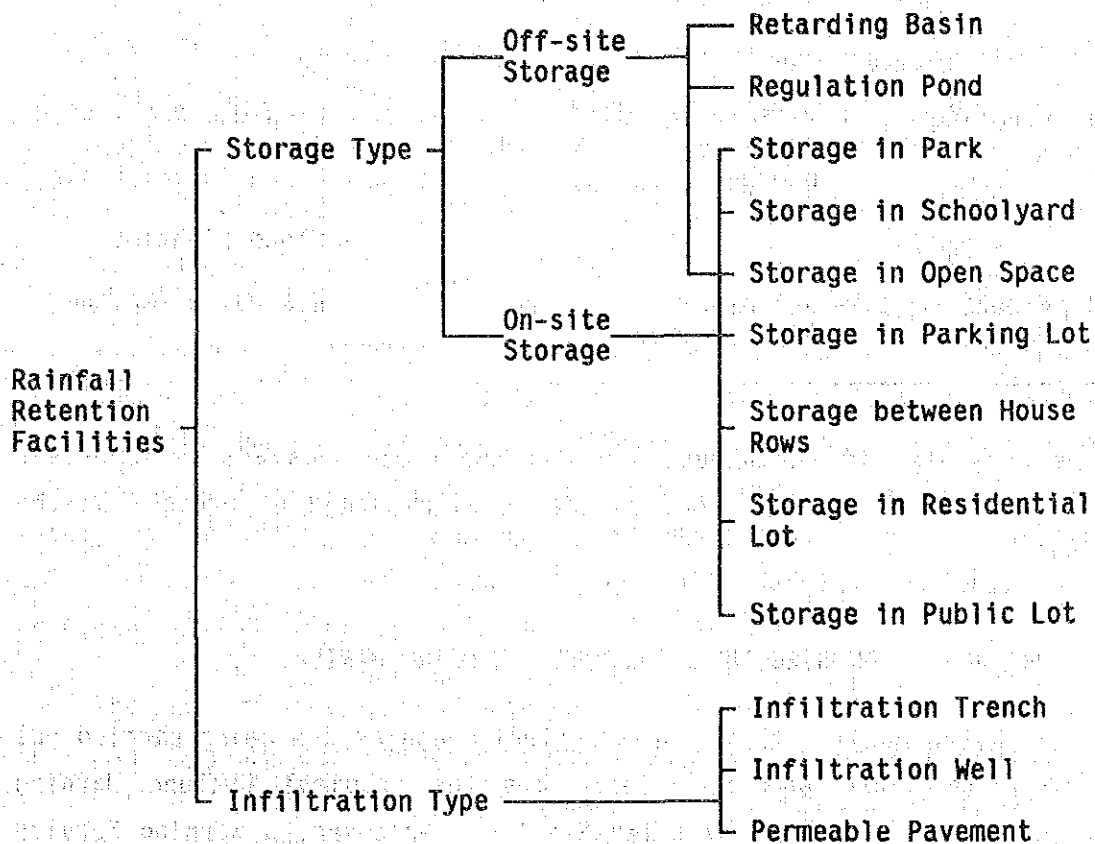 Rainfall
Retention
Facilities
Storage Type
Off-site
Storage
Retarding Basin
Regulation Pond
Storage in Park
Storage in Schoolyard
Storage in Open Space
On-site
Storage
Storage in Parking Lot
Storage between House
Rows
Storage in Residential
Lot
Storage in Public Lot
Infiltration Type
Infiltration Trench
Infiltration Well
Permeable Pavement